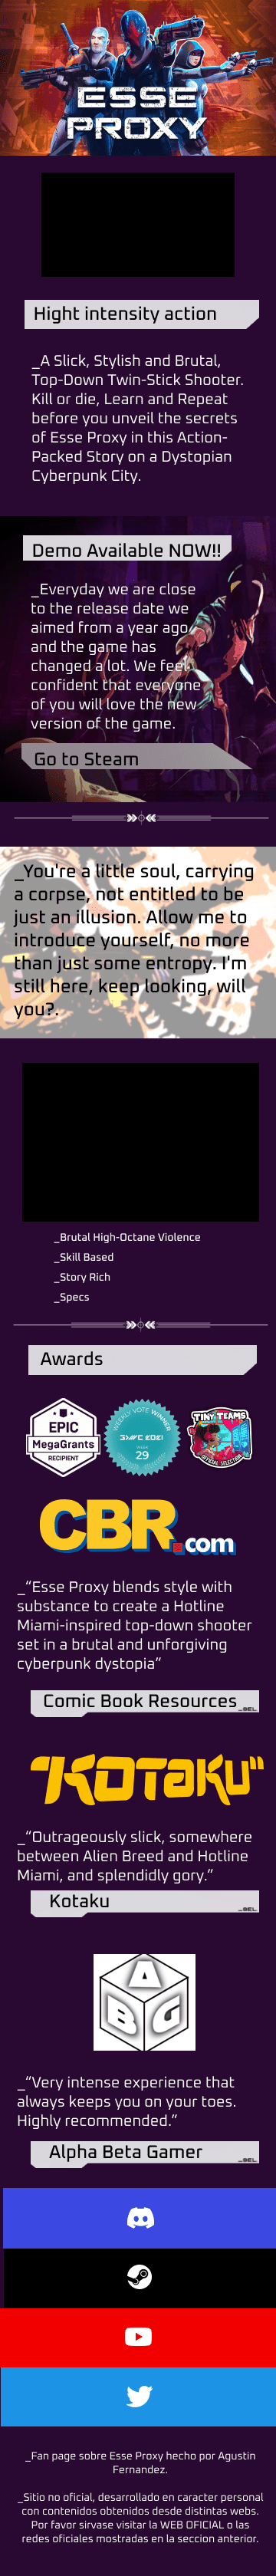 ESSE
PROXY
Hight intensity action
_A Slick, Stylish and Brutal,
Top-Down Twin-Stick Shooter.
Kill or die, Learn and Repeat
before you unveil the secrets
of Esse Proxy in this Action-
Packed Story on a Dystopian
Cyberpunk City.
Demo Available NOW!!
_Everyday we are close
to the release date we
aimed from a year ago,
and the game has
changed a lot. We feel
confident that everyone
of you will love the new
version of the game.
Go to Steam
_You're a little soul, carrying
a corpse, not entitled to be
just an illusion. Allow me to
introduce yourself, no more
than just some entropy. I'm
still here, keep looking, will
you?.
_Brutal High-Octane Violence
_Skill Based
_Story Rich
_Specs
Awards
EPIC
MegaGrants
RECIPIENT
WEEKLY VOTE WINNER
WEEK
29
TINY TEAMS
OFFICIAL SELECTION
CBR.com
_“Esse Proxy blends style with
substance to create a Hotline
Miami-inspired top-down shooter
set in a brutal and unforgiving
cyberpunk dystopia”
Comic Book Resources
"KOTaKU"
_“Outrageously slick, somewhere
between Alien Breed and Hotline
Miami, and splendidly gory.”
Kotaku
A
B G
_“Very intense experience that
always keeps you on your toes.
Highly recommended.”
Alpha Beta Gamer
_Fan page sobre Esse Proxy hecho por Agustin
Fernandez.
_Sitio no oficial, desarrollado en caracter personal
con contenidos obtenidos desde distintas webs.
Por favor sirvase visitar la WEB OFICIAL o las
redes oficiales mostradas en la seccion anterior.